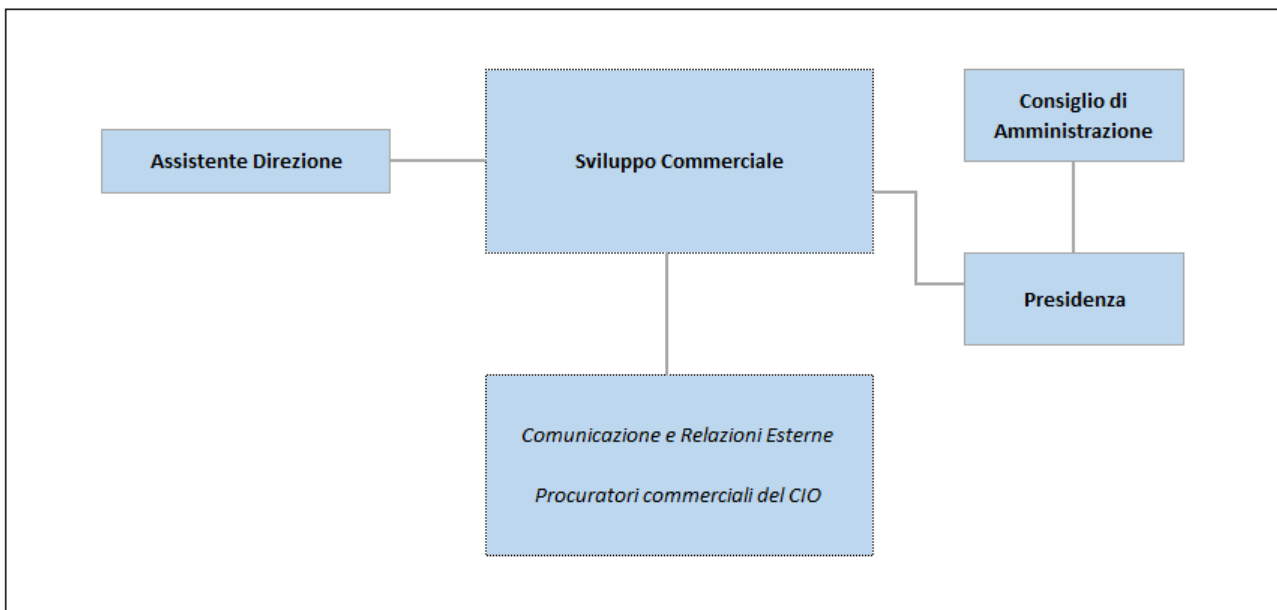 Consiglio di
Amministrazione
Assistente Direzione
Sviluppo Commerciale
Presidenza
Comunicazione e Relazioni Esterne
Procuratori commerciali del CIO